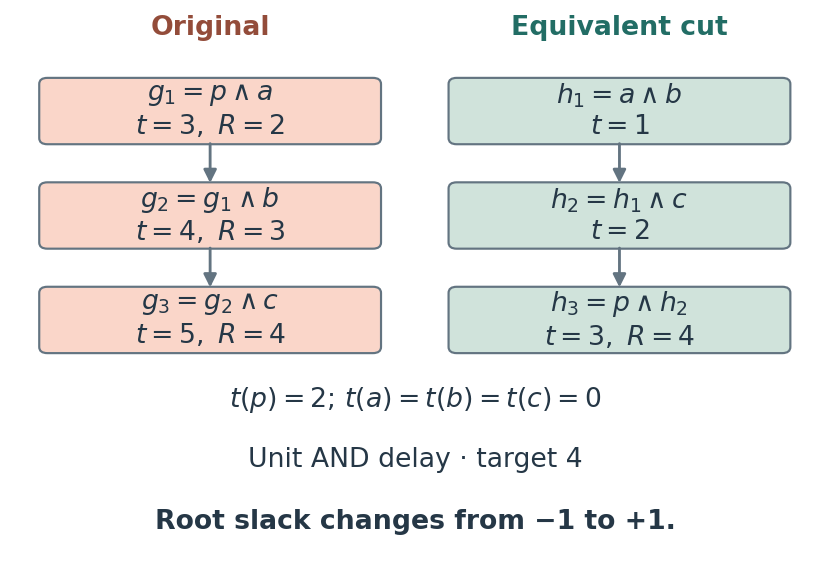 Original
g₁ = p ∧ a
t = 3, R = 2
g₂ = g₁ ∧ b
t = 4, R = 3
g₃ = g₂ ∧ c
t = 5, R = 4
Equivalent cut
h₁ = a ∧ b
t = 1
h₂ = h₁ ∧ c
t = 2
h₃ = p ∧ h₂
t = 3, R = 4
t(p) = 2; t(a) = t(b) = t(c) = 0
Unit AND delay · target 4
Root slack changes from −1 to +1.